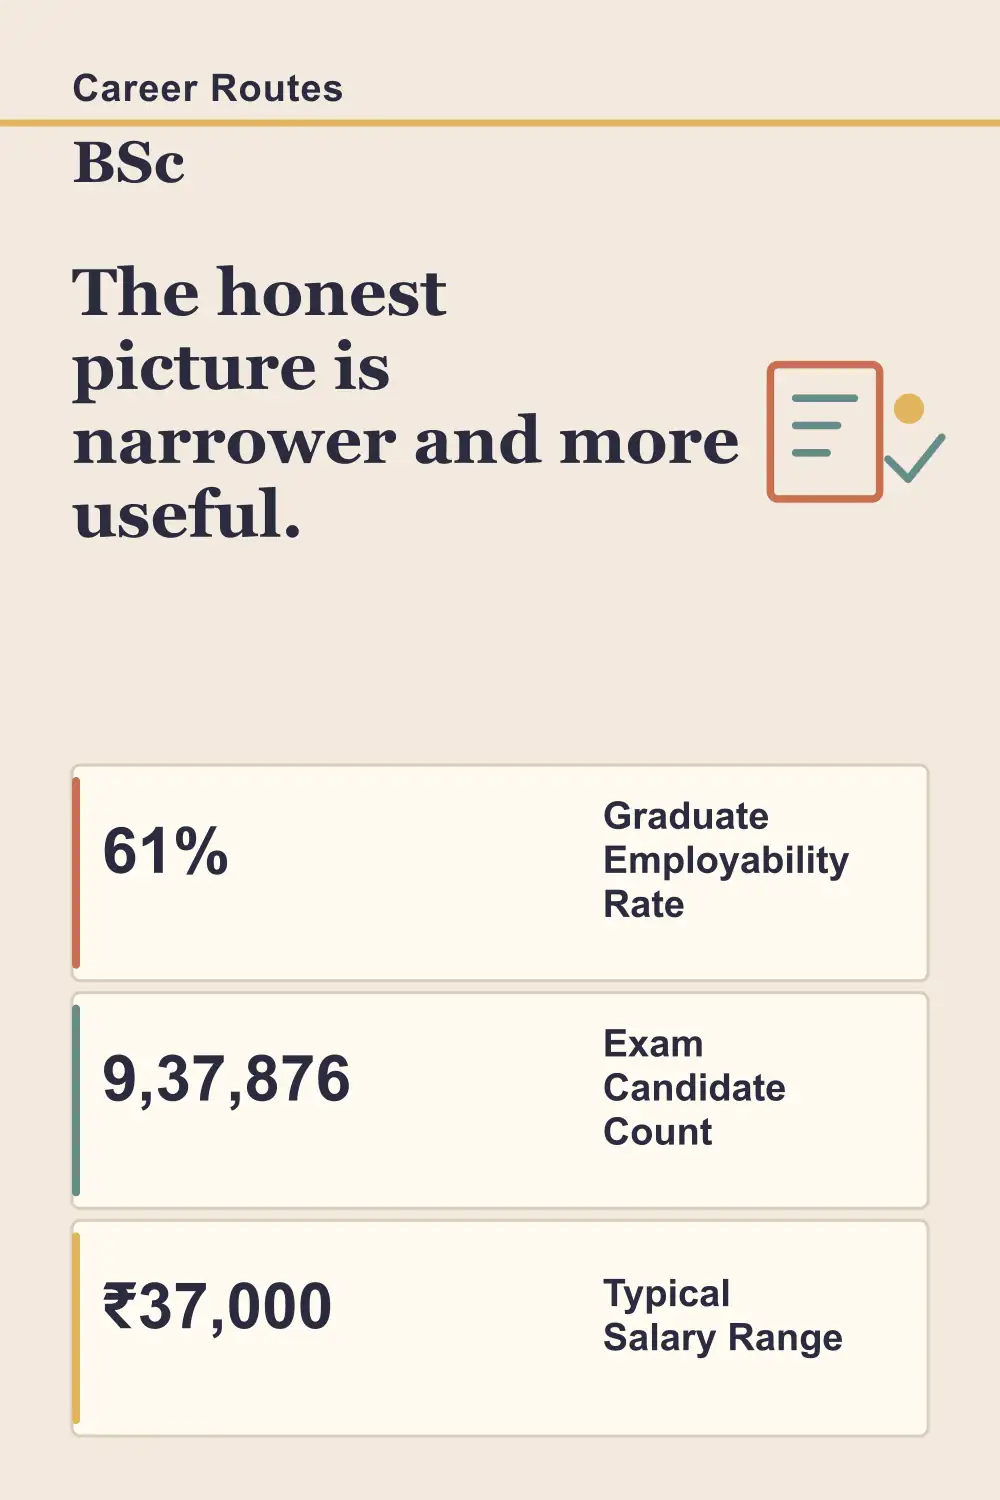 Career Routes
BSc
The honest
picture is
narrower and more
useful.
61%
Graduate
Employability
Rate
9,37,876
Exam
Candidate
Count
₹37,000
Typical
Salary Range